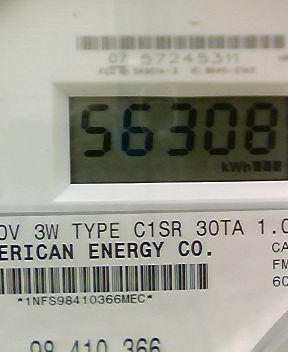 07 57245311
56308
kWh
0V 3W TYPE C1SR 30TA 1.0
ERICAN ENERGY CO.
CA
FM
60
*1NFS98410366MEC*
98 410 366